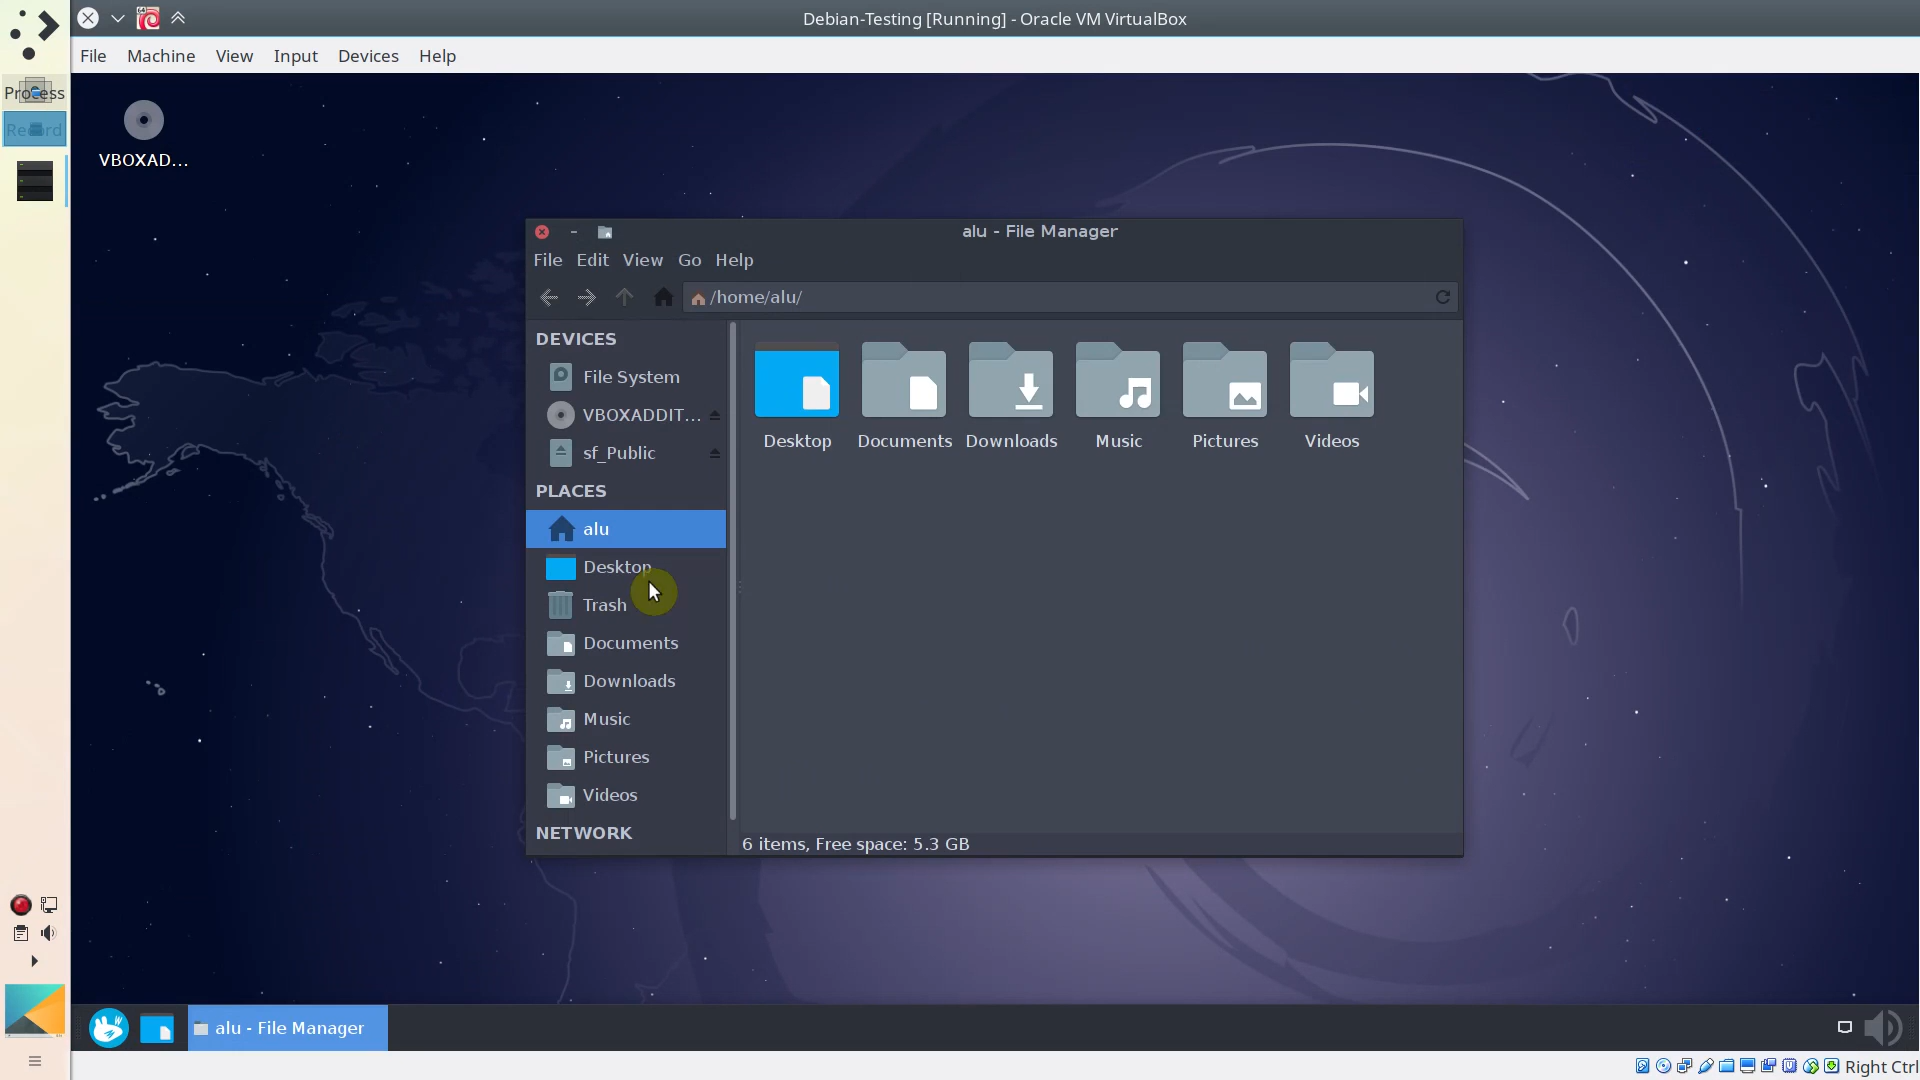 Debian-Testing [Running] - Oracle VM VirtualBox
File Machine View Input Devices Help
Process
Record
VBOXAD...
alu - File Manager
File Edit View Go Help
/home/alu/
DEVICES
File System
VBOXADDIT...
sf_Public
PLACES
alu
Desktop
Trash
Documents
Downloads
Music
Pictures
Videos
NETWORK
Desktop Documents Downloads Music Pictures Videos
6 items, Free space: 5.3 GB
alu - File Manager
Right Ctrl